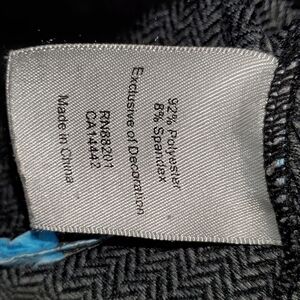 92% Polyester
8% Spandex
Exclusive of Decoration
RN88201
CA14442
Made in China